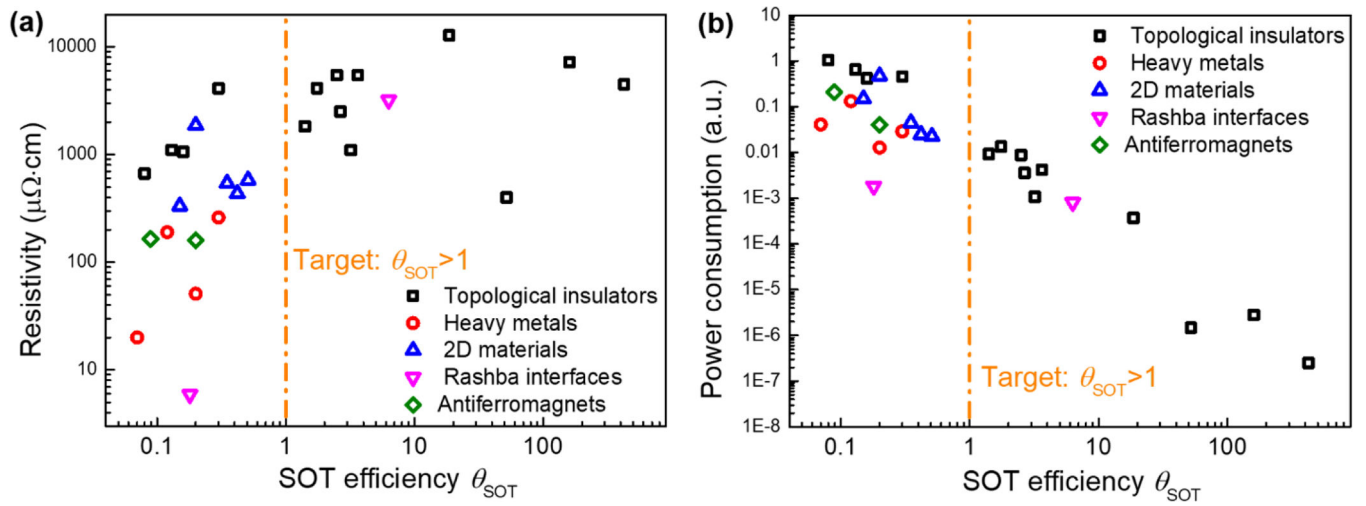 (a)
10000
1000
100
10
Resistivity (μΩ·cm)
Target: θSOT>1
Topological insulators
Heavy metals
2D materials
Rashba interfaces
Antiferromagnets
0.1 1 10 100
SOT efficiency θSOT
(b)
10
1
0.1
0.01
1E-3
1E-4
1E-5
1E-6
1E-7
1E-8
Power consumption (a.u.)
Topological insulators
Heavy metals
2D materials
Rashba interfaces
Antiferromagnets
Target: θSOT>1
0.1 1 10 100
SOT efficiency θSOT